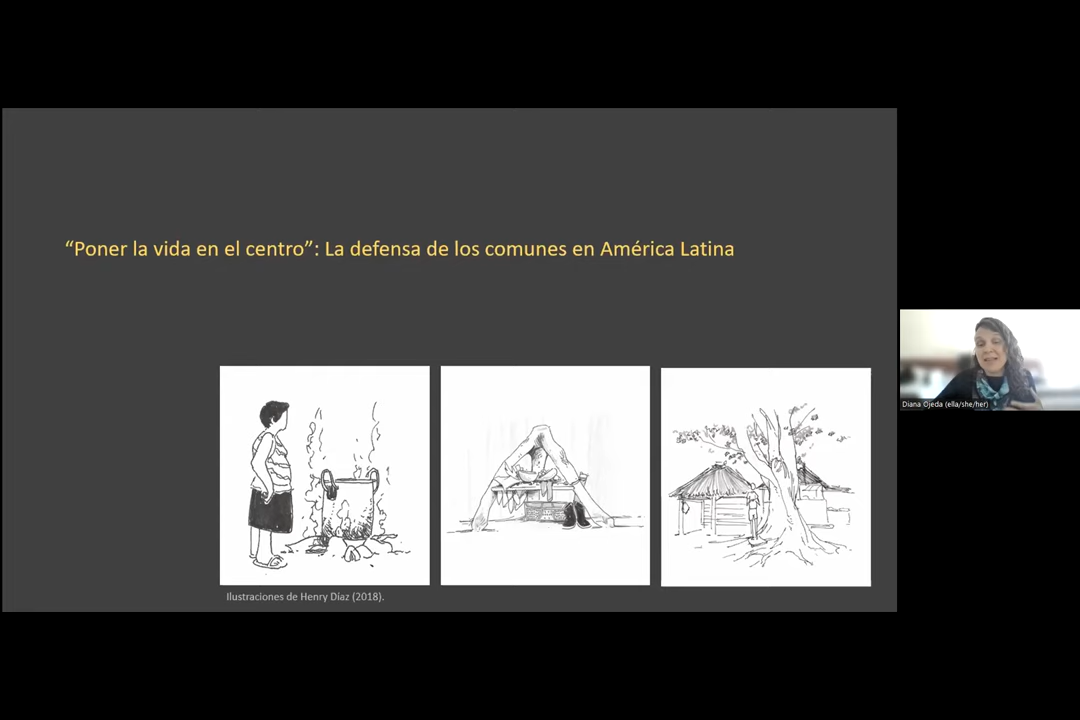 “Poner la vida en el centro”: La defensa de los comunes en América Latina
Diana Ojeda (ella/she/her)
Ilustraciones de Henry Díaz (2018).